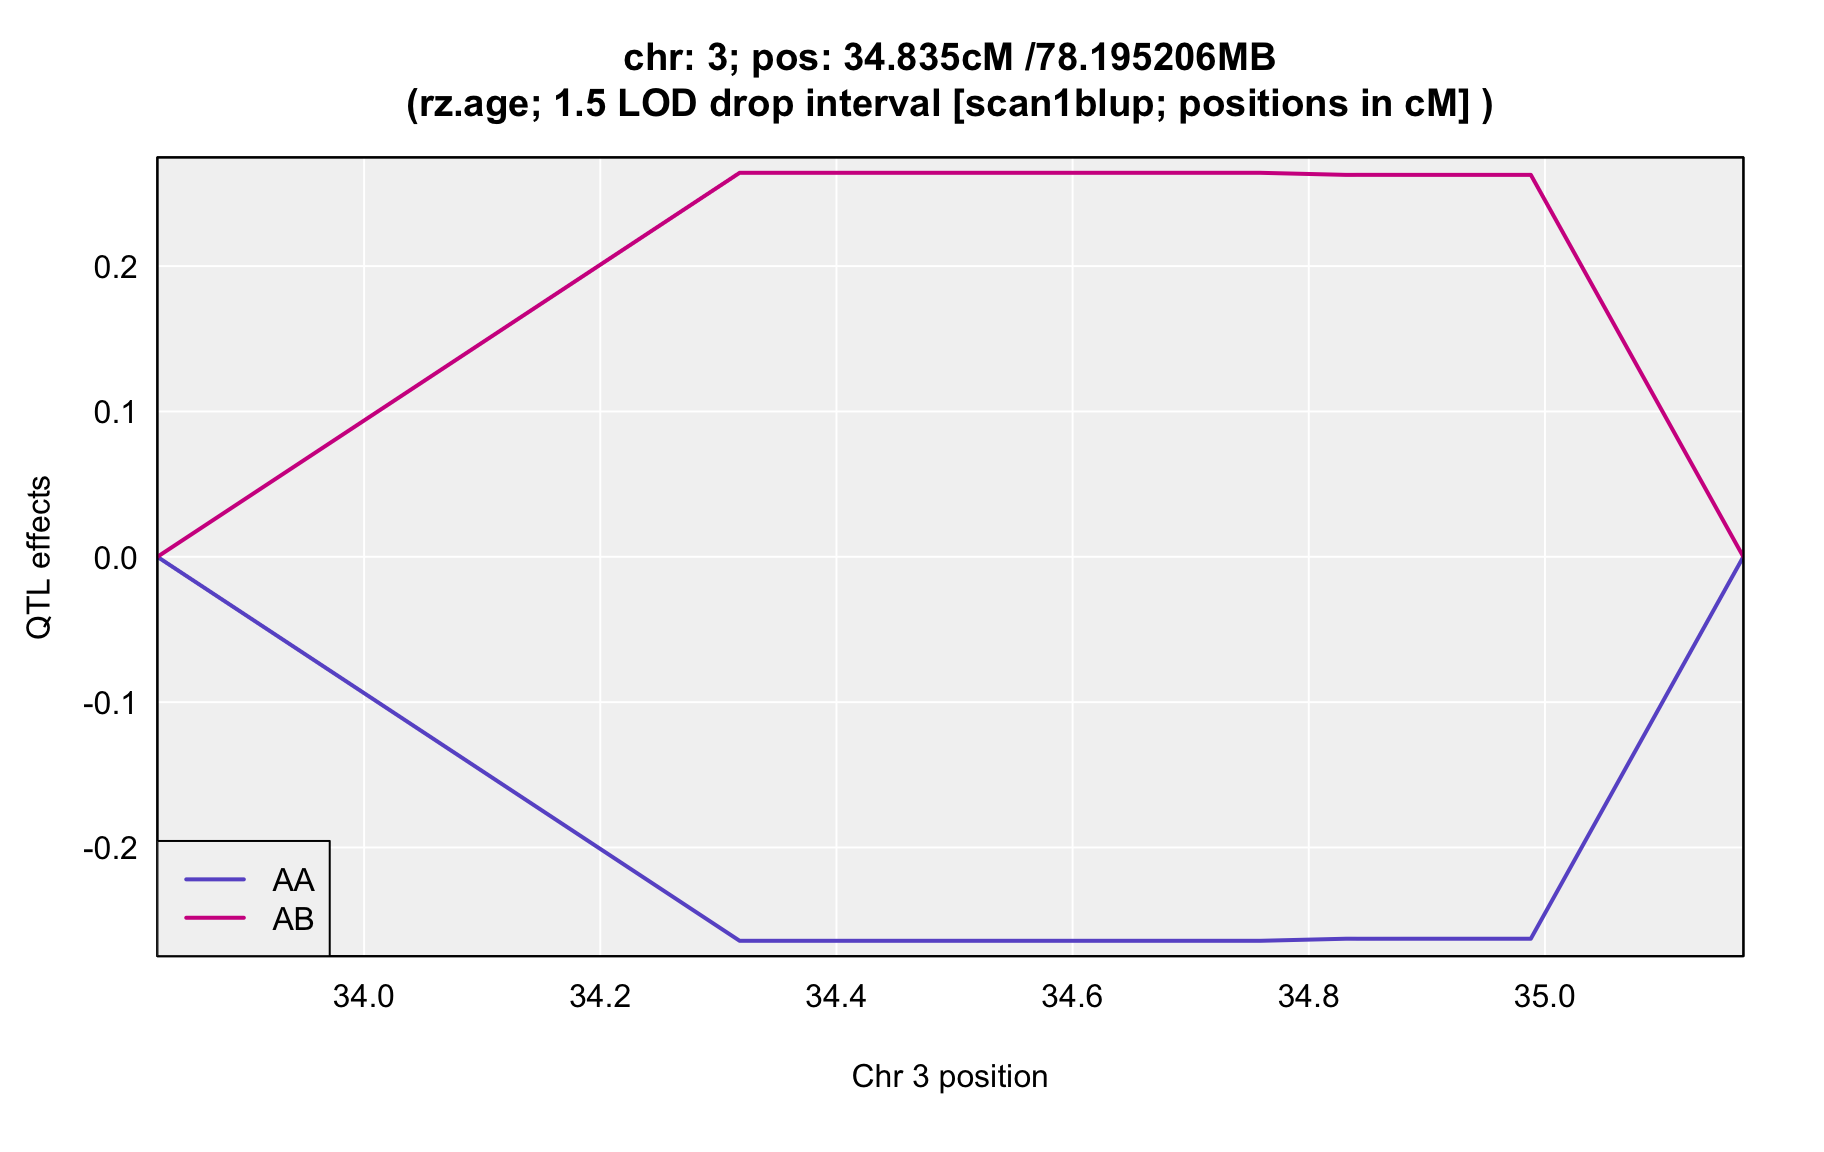 chr: 3; pos: 34.835cM /78.195206MB
(rz.age; 1.5 LOD drop interval [scan1blup; positions in cM] )
QTL effects
0.2
0.1
0.0
-0.1
-0.2
AA
AB
34.0 34.2 34.4 34.6 34.8 35.0
Chr 3 position